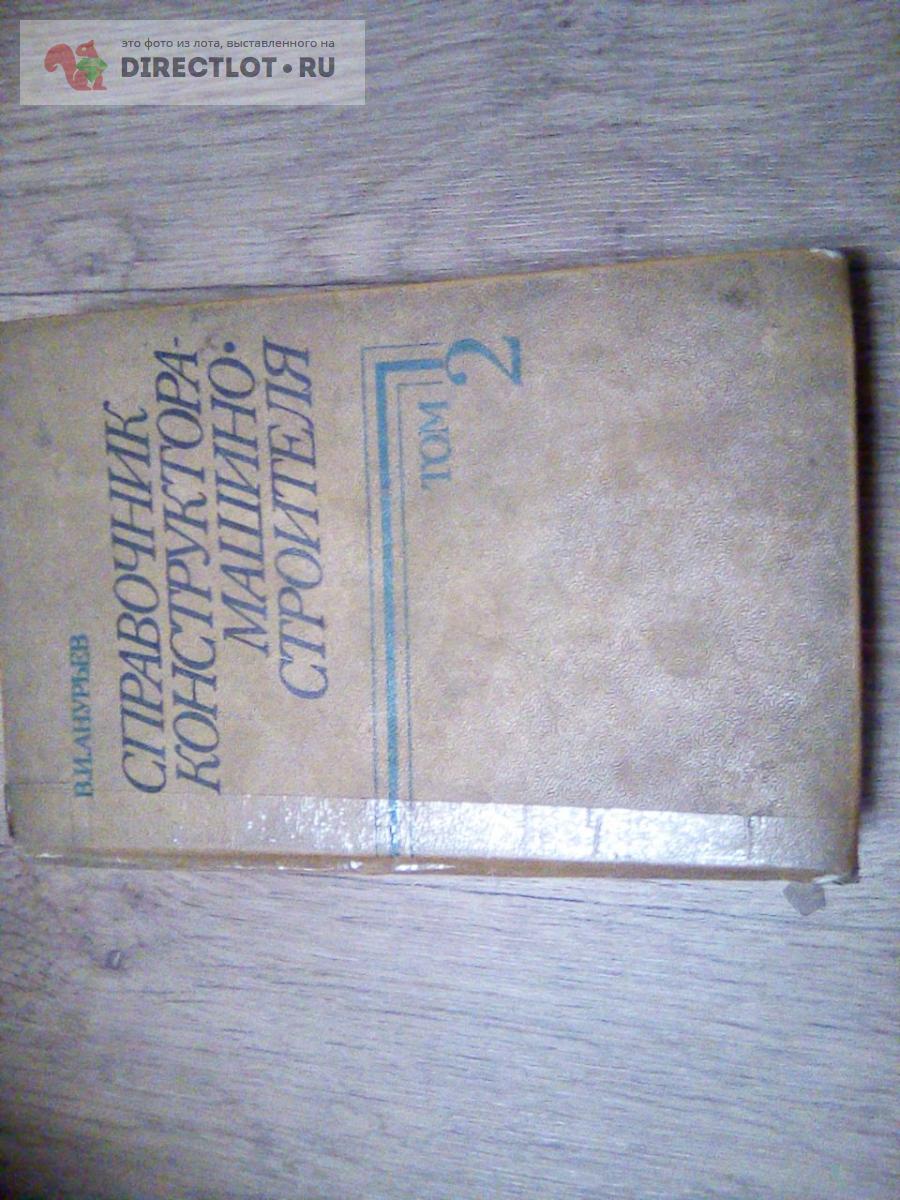 это фото из лота, выставленного на
DIRECTLOT•RU
В.И.АНУРЬЕВ
СПРАВОЧНИК
КОНСТРУКТОРА-
МАШИНО-
СТРОИТЕЛЯ
ТОМ 2